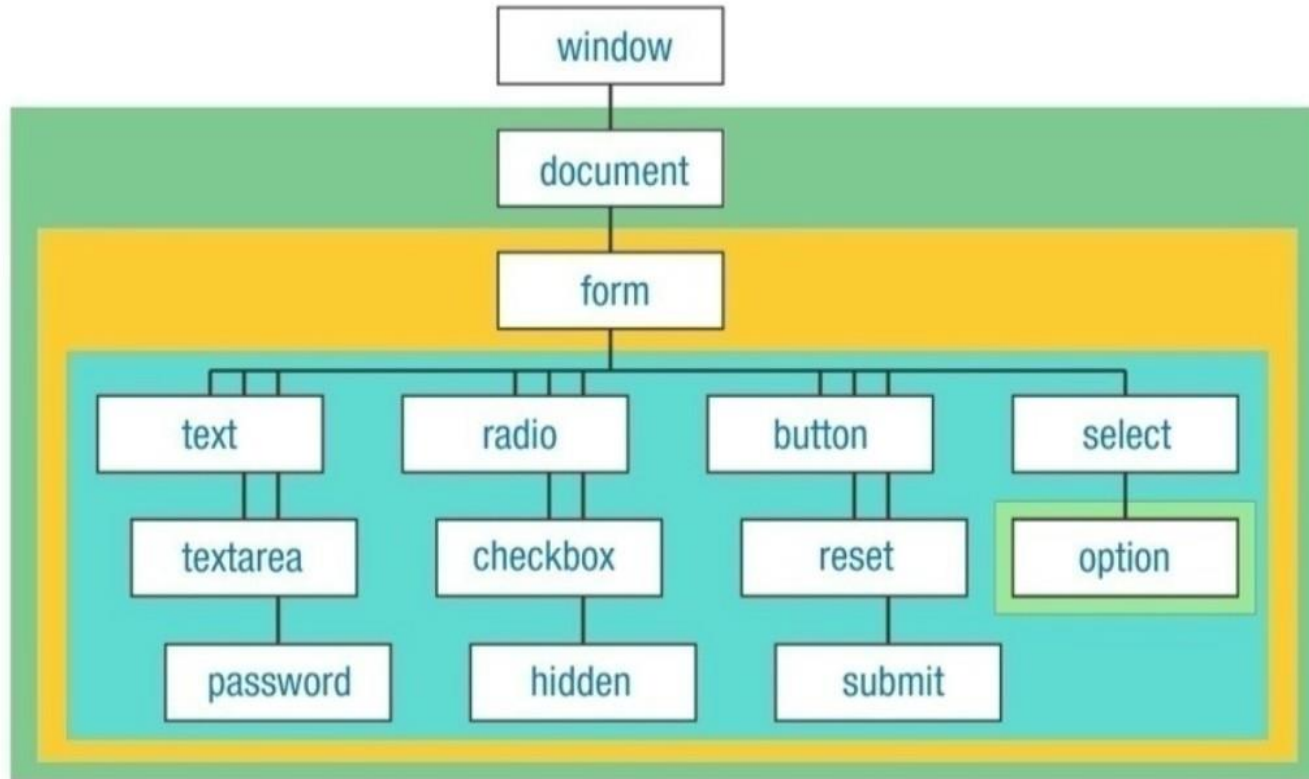 window
document
form
text radio button select
textarea checkbox reset option
password hidden submit